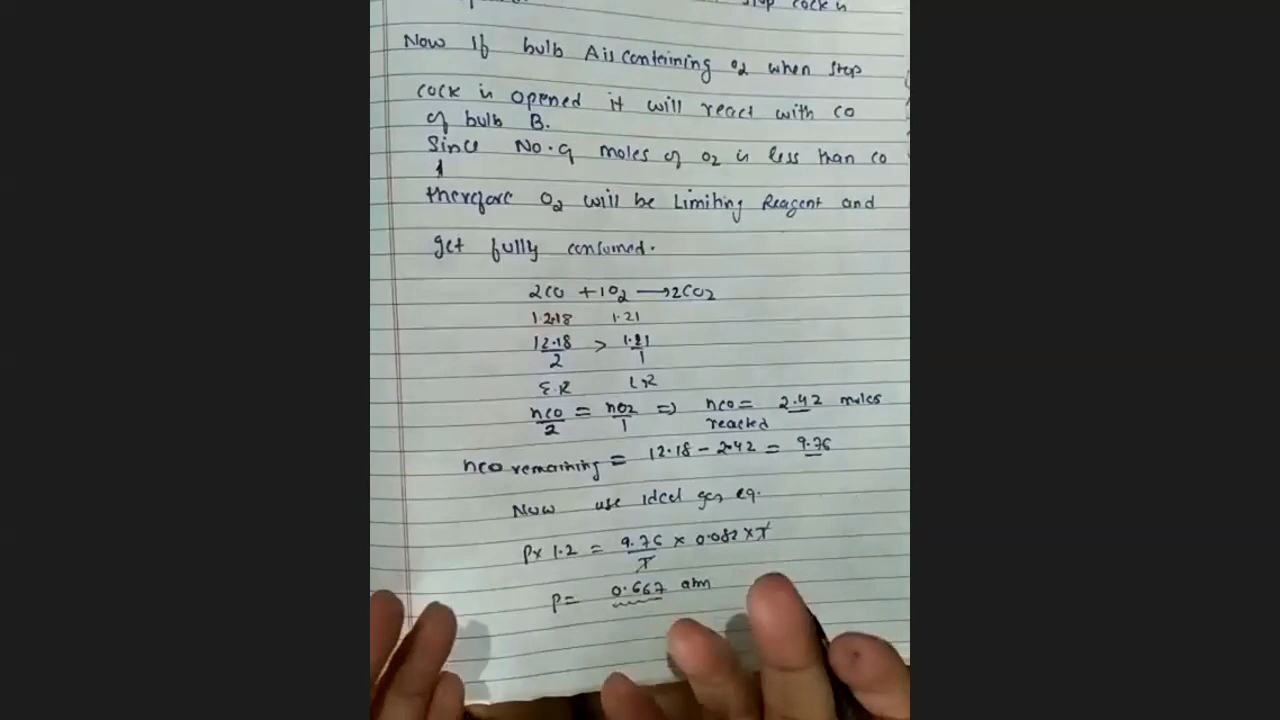 stop cock is
Now If bulb A is containing O2 when stop
cock is opened it will react with CO
of bulb B.
Since No. of moles of O2 is less than CO
therefore O2 will be Limiting Reagent and
get fully consumed.
2CO + 1O2 ⟶ 2CO2
12.18 1.21
12.18/2 > 1.21/1
E.R L.R
nCO/2 = nO2/1 ⇒ nCO = 2.42 moles
reacted
nCO remaining = 12.18 - 2.42 = 9.76
Now use ideal gas eq.
P x 1.2 = 9.76/T x 0.082 x T
P = 0.667 atm